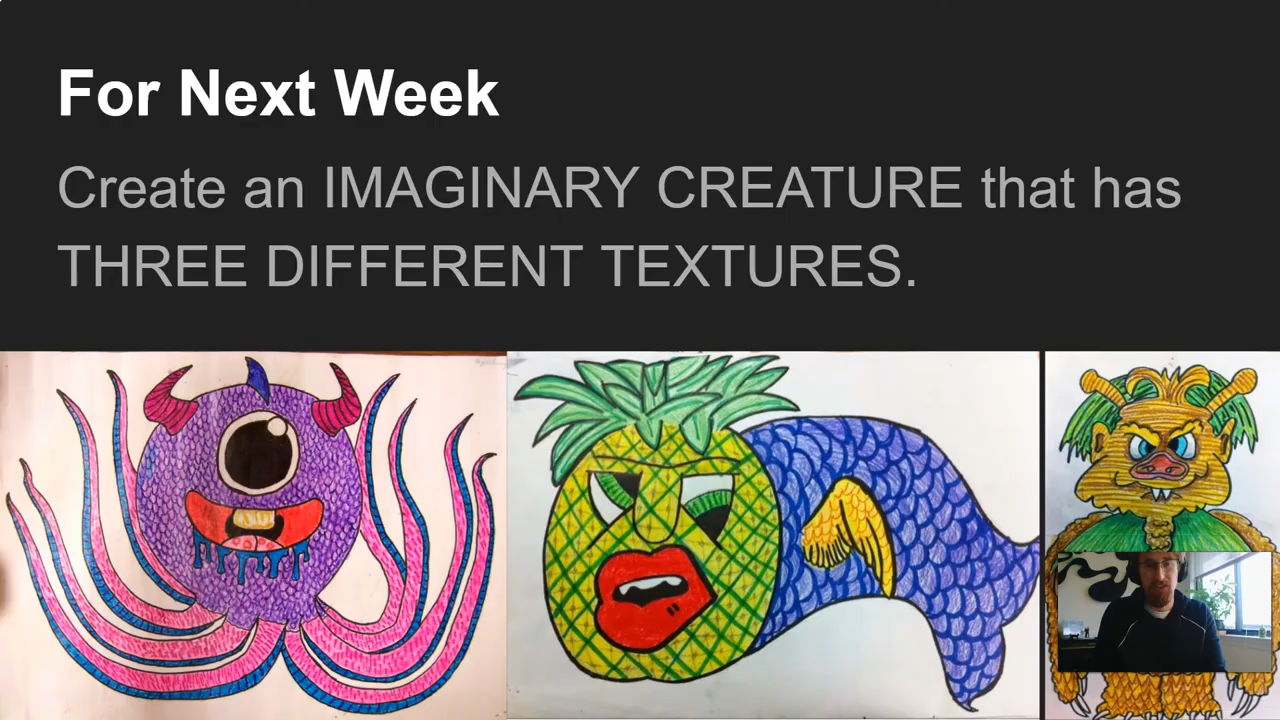 For Next Week
Create an IMAGINARY CREATURE that has
THREE DIFFERENT TEXTURES.